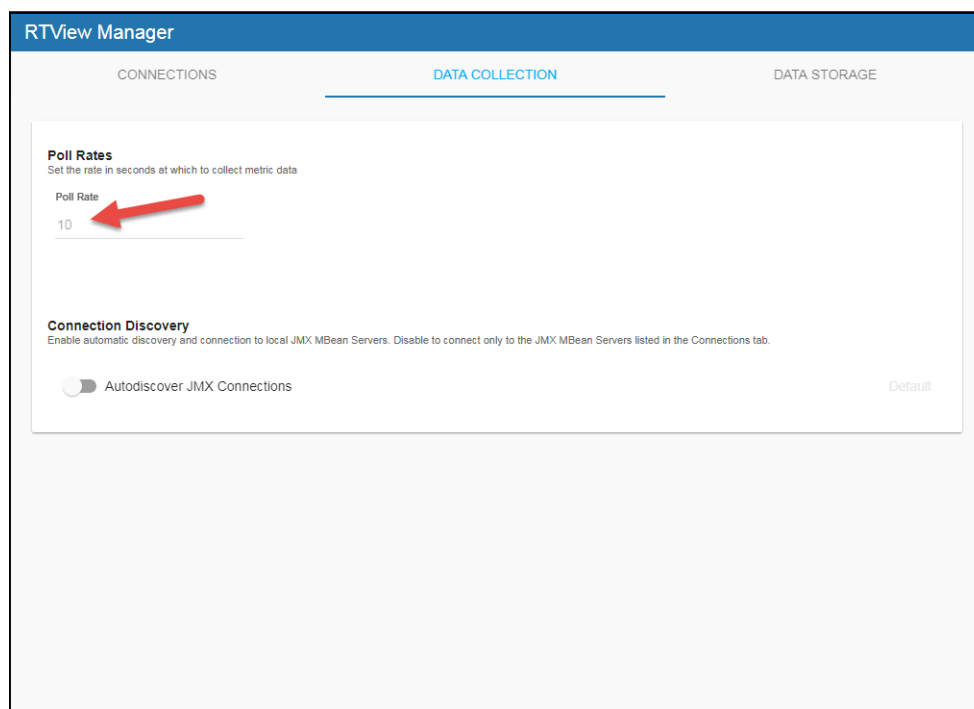 RTView Manager
CONNECTIONS DATA COLLECTION DATA STORAGE
Poll Rates
Set the rate in seconds at which to collect metric data
Poll Rate
10
Connection Discovery
Enable automatic discovery and connection to local JMX MBean Servers. Disable to connect only to the JMX MBean Servers listed in the Connections tab.
Autodiscover JMX Connections Default